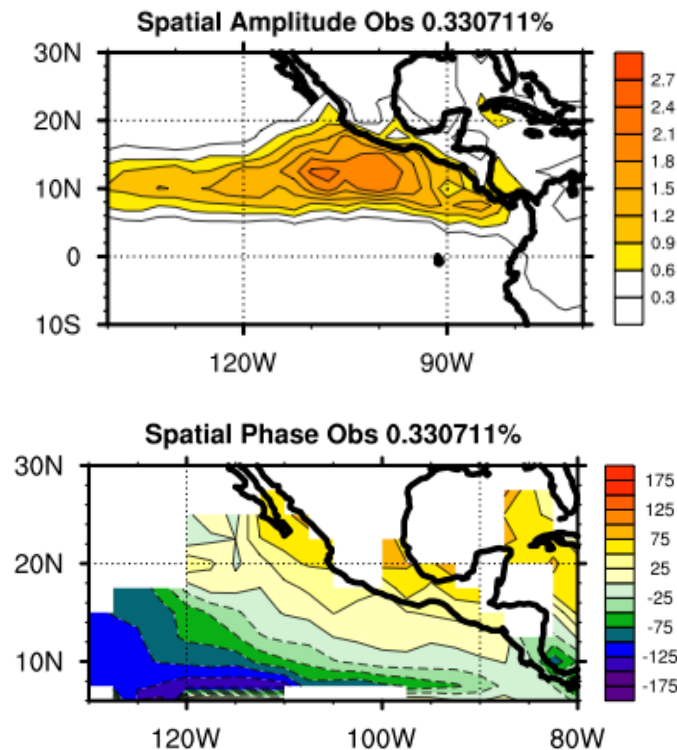 Spatial Amplitude Obs 0.330711%
30N
20N
10N
0
10S
120W
90W
2.7
2.4
2.1
1.8
1.5
1.2
0.9
0.6
0.3
Spatial Phase Obs 0.330711%
30N
20N
10N
120W
100W
80W
175
125
75
25
-25
-75
-125
-175